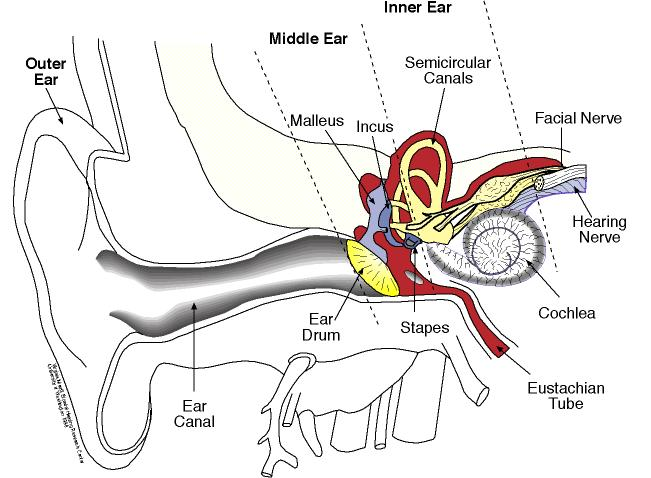 Inner Ear
Middle Ear
Outer
Ear
Semicircular
Canals
Malleus
Incus
Facial Nerve
Hearing
Nerve
Cochlea
Ear
Drum
Stapes
Eustachian
Tube
Ear
Canal